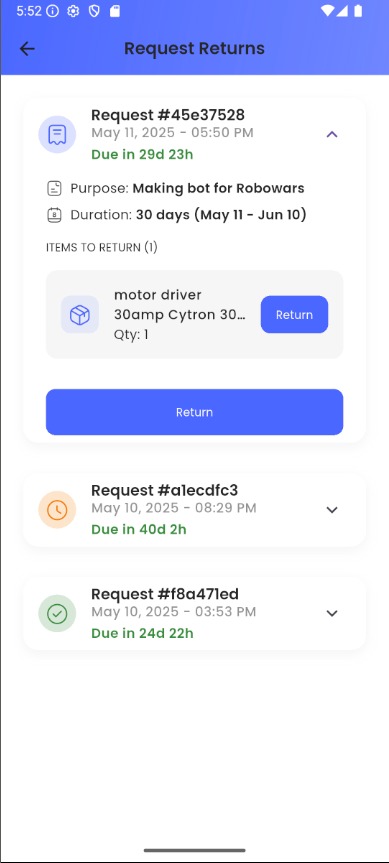 5:52
Request Returns
Request #45e37528
May 11, 2025 - 05:50 PM
Due in 29d 23h
Purpose: Making bot for Robowars
8 Duration: 30 days (May 11 - Jun 10)
ITEMS TO RETURN (1)
motor driver
30amp Cytron 30...
Qty: 1
Return
Return
Request #a1ecdfc3
May 10, 2025 - 08:29 PM
Due in 40d 2h
Request #f8a471ed
May 10, 2025 - 03:53 PM
Due in 24d 22h